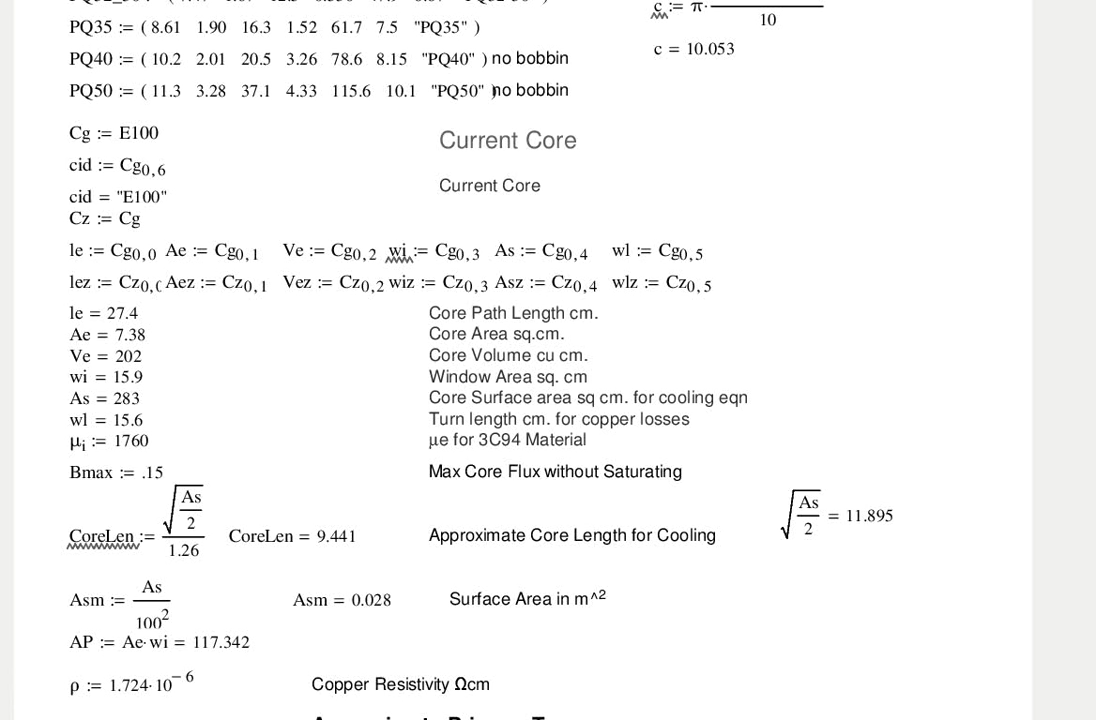 c := π·
10
PQ35 := ( 8.61 1.90 16.3 1.52 61.7 7.5 "PQ35" )
c = 10.053
PQ40 := ( 10.2 2.01 20.5 3.26 78.6 8.15 "PQ40" ) no bobbin
PQ50 := ( 11.3 3.28 37.1 4.33 115.6 10.1 "PQ50" ) no bobbin
Cg := E100
Current Core
cid := Cg0,6
cid = "E100"
Current Core
Cz := Cg
le := Cg0,0 Ae := Cg0,1 Ve := Cg0,2 wi := Cg0,3 As := Cg0,4 wl := Cg0,5
lez := Cz0,0 Aez := Cz0,1 Vez := Cz0,2 wiz := Cz0,3 Asz := Cz0,4 wlz := Cz0,5
le = 27.4 Core Path Length cm.
Ae = 7.38 Core Area sq.cm.
Ve = 202 Core Volume cu cm.
wi = 15.9 Window Area sq. cm
As = 283 Core Surface area sq cm. for cooling eqn
wl = 15.6 Turn length cm. for copper losses
μi := 1760 μe for 3C94 Material
Bmax := .15 Max Core Flux without Saturating
CoreLen := √(As/2) / 1.26 CoreLen = 9.441 Approximate Core Length for Cooling √(As/2) = 11.895
Asm := As / 100² Asm = 0.028 Surface Area in m^2
AP := Ae·wi = 117.342
ρ := 1.724·10⁻⁶ Copper Resistivity Ωcm